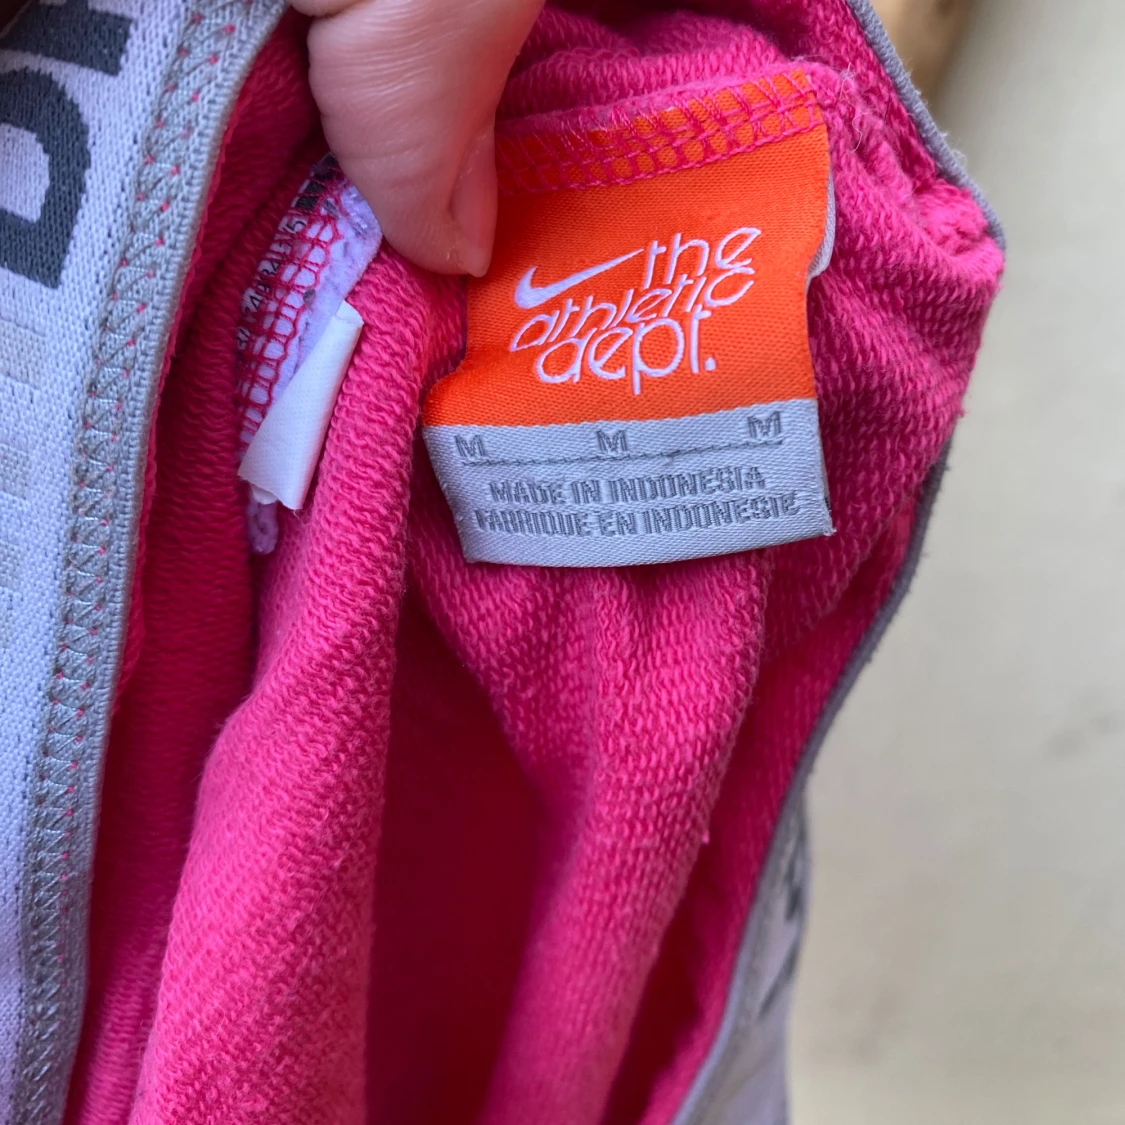 the
athletic
dept.
M M M
MADE IN INDONESIA
FABRIQUE EN INDONESIE